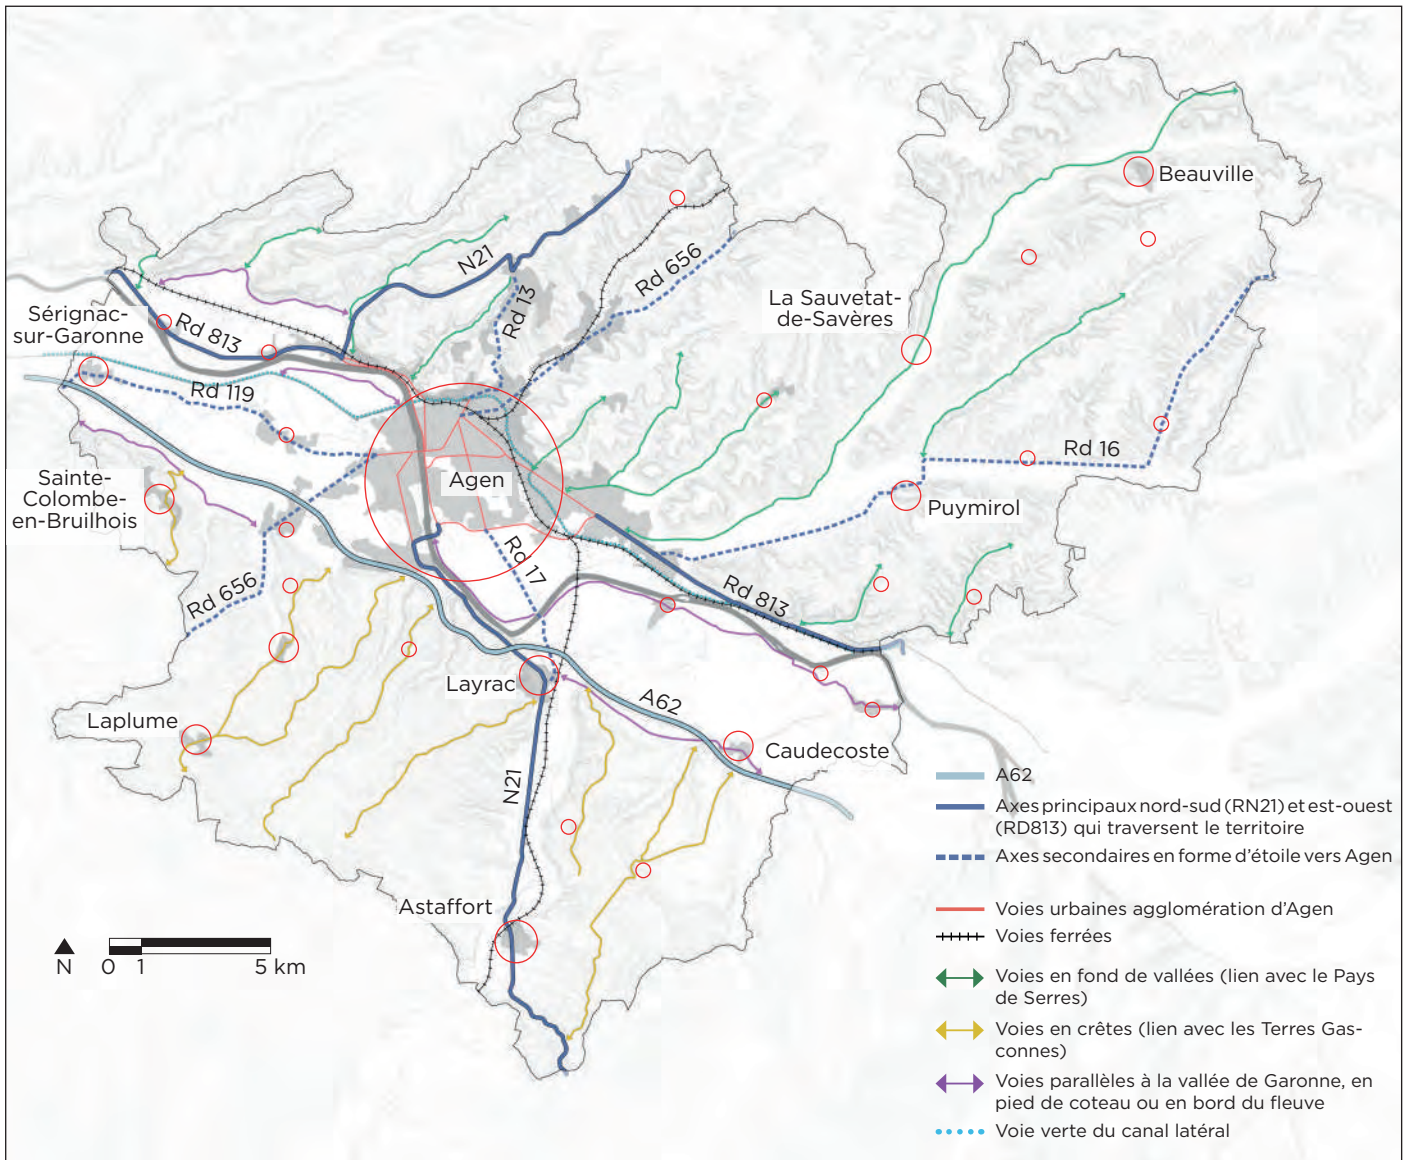 Beauville
N21
Rd 656
Rd 13
La Sauvetat-
de-Savères
Sérignac-
sur-Garonne
Rd 813
Rd 119
Rd 16
Sainte-
Colombe-
en-Bruilhois
Agen
Puymirol
Rd 17
Rd 656
Rd 813
Layrac
A62
Laplume
Caudecoste
N21
Astaffort
N 0 1 5 km
A62
Axes principaux nord-sud (RN21) et est-ouest
(RD813) qui traversent le territoire
Axes secondaires en forme d'étoile vers Agen
Voies urbaines agglomération d'Agen
Voies ferrées
Voies en fond de vallées (lien avec le Pays
de Serres)
Voies en crêtes (lien avec les Terres Gas-
connes)
Voies parallèles à la vallée de Garonne, en
pied de coteau ou en bord du fleuve
Voie verte du canal latéral